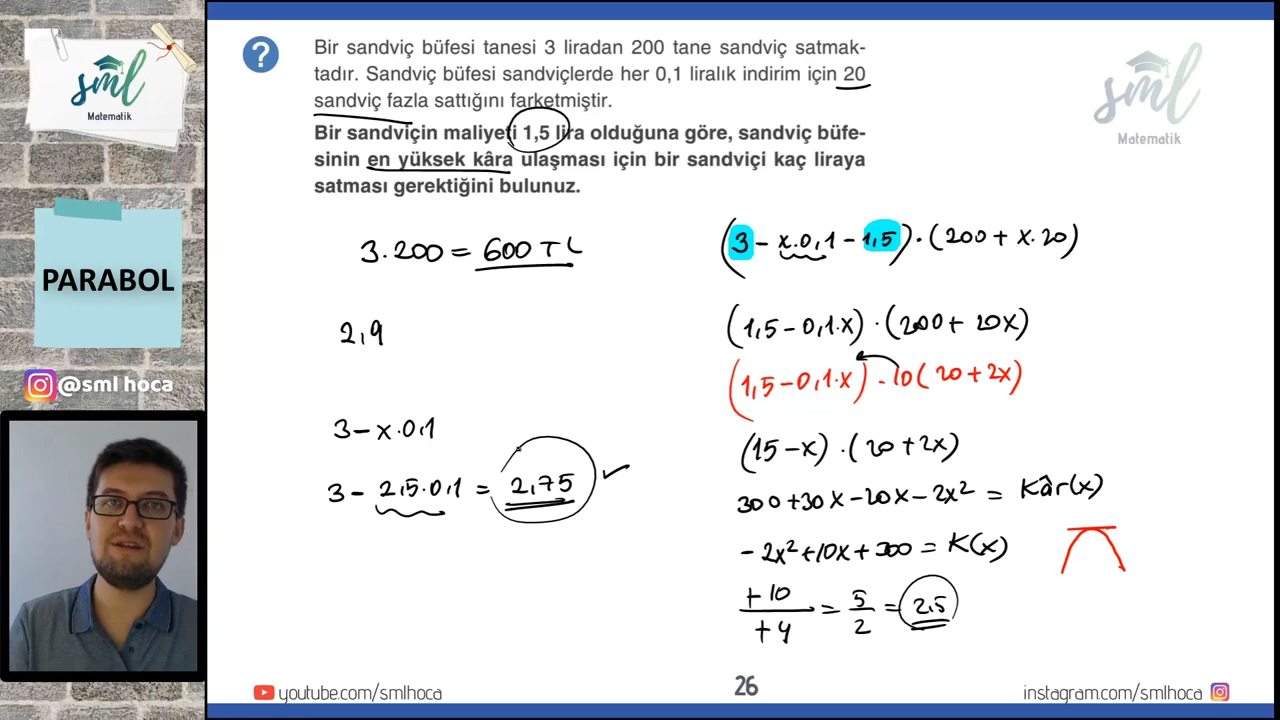 sml
Matematik
PARABOL
@sml hoca
?
Bir sandviç büfesi tanesi 3 liradan 200 tane sandviç satmak-
tadır. Sandviç büfesi sandviçlerde her 0,1 liralık indirim için 20
sandviç fazla sattığını farketmiştir.
Bir sandviçin maliyeti 1,5 lira olduğuna göre, sandviç büfe-
sinin en yüksek kâra ulaşması için bir sandviçi kaç liraya
satması gerektiğini bulunuz.
sml
Matematik
3.200 = 600 TL
2,9
3 - x.0,1
3 - 2,5.0,1 = 2,75
(3 - x.0,1 - 1,5).(200 + x.20)
(1,5 - 0,1.x).(200 + 20x)
(1,5 - 0,1.x).10(20 + 2x)
(15 - x).(20 + 2x)
300 + 30x - 20x - 2x² = Kâr(x)
-2x² + 10x + 300 = K(x)
+10/+4 = 5/2 = 2,5
youtube.com/smlhoca
26
instagram.com/smlhoca